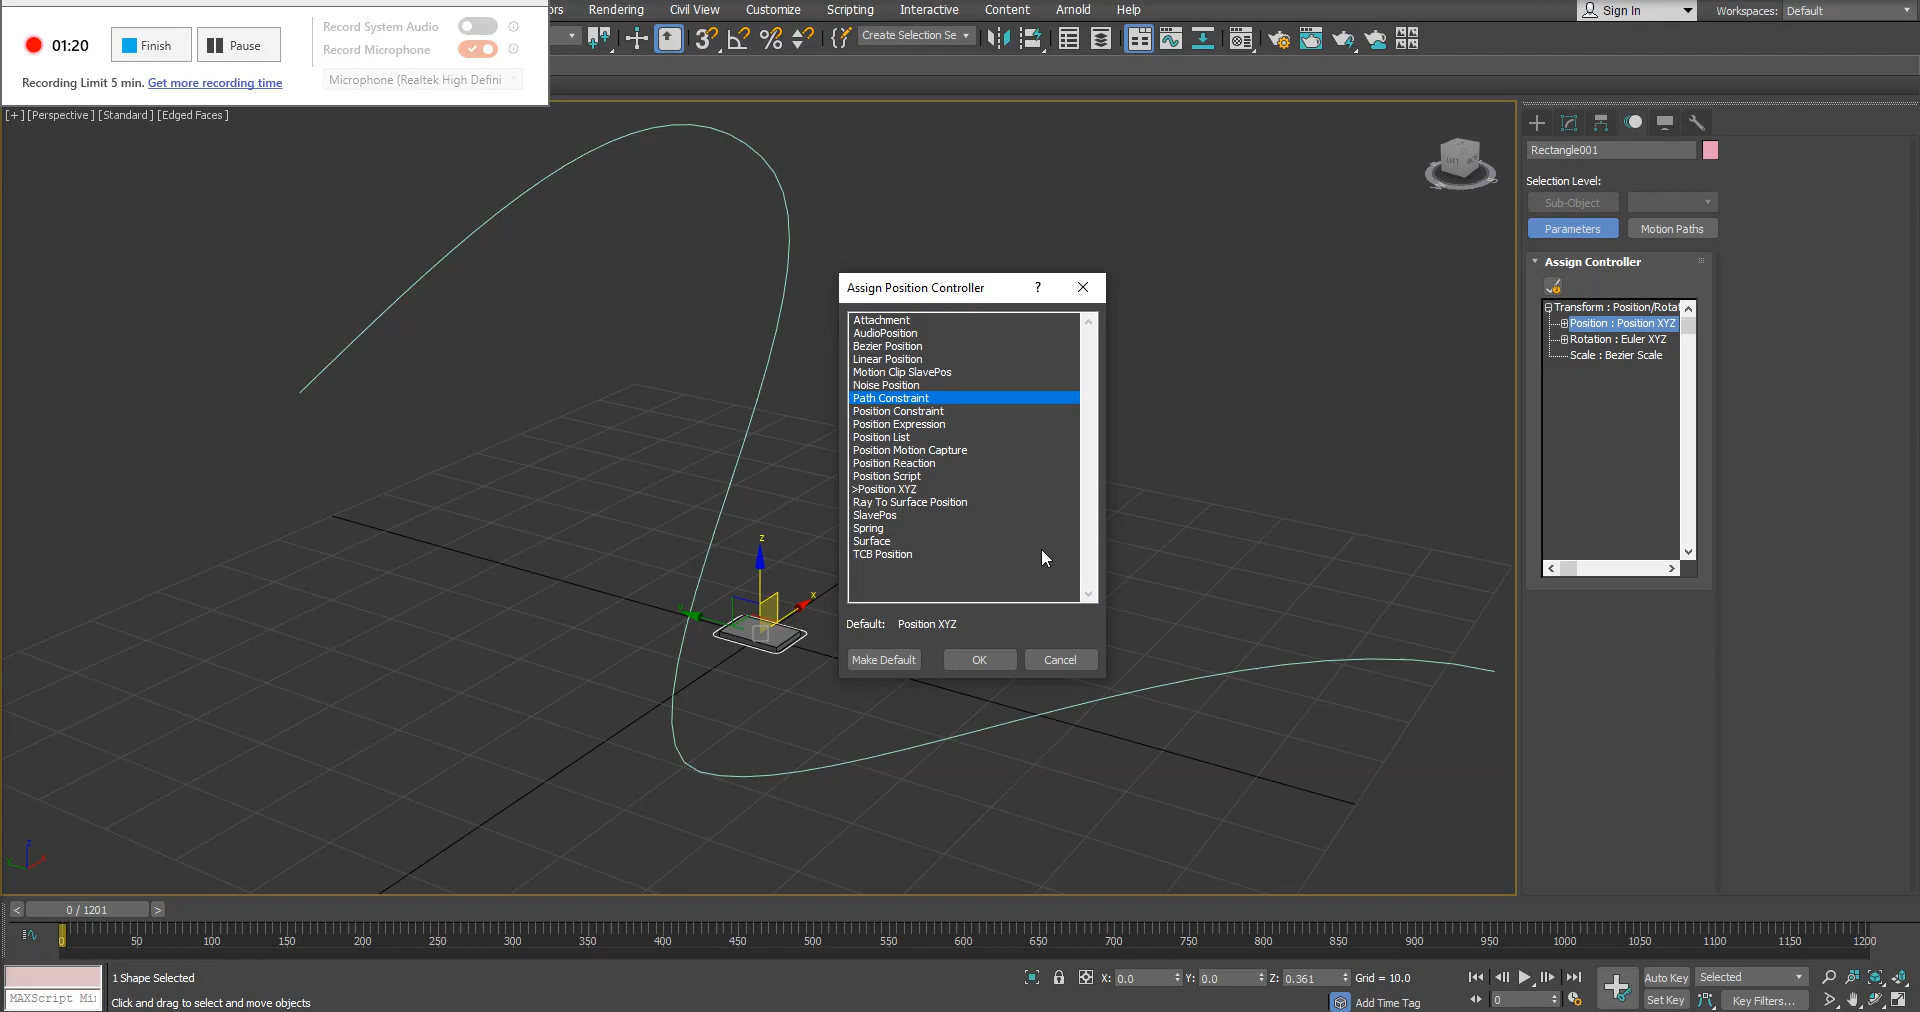 01:20
Finish
Pause
Record System Audio
Record Microphone
Microphone (Realtek High Defini
Recording Limit 5 min. Get more recording time
ors Rendering Civil View Customize Scripting Interactive Content Arnold Help
Sign In
Workspaces: Default
Create Selection Se
[+] [Perspective ] [Standard ] [Edged Faces ]
Rectangle001
Selection Level:
Sub-Object
Parameters
Motion Paths
Assign Controller
Transform : Position/Rotat
Position : Position XYZ
Rotation : Euler XYZ
Scale : Bezier Scale
Assign Position Controller
?
Attachment
AudioPosition
Bezier Position
Linear Position
Motion Clip SlavePos
Noise Position
Path Constraint
Position Constraint
Position Expression
Position List
Position Motion Capture
Position Reaction
Position Script
>Position XYZ
Ray To Surface Position
SlavePos
Spring
Surface
TCB Position
Default: Position XYZ
Make Default
OK
Cancel
z
x
y
z
y
x
< 0 / 1201 >
0 50 100 150 200 250 300 350 400 450 500 550 600 650 700 750 800 850 900 950 1000 1050 1100 1150 1200
1 Shape Selected
X: 0.0 Y: 0.0 Z: 0.361 Grid = 10.0
Auto Key Selected
MAXScript Mi
Click and drag to select and move objects
Add Time Tag
0
Set Key
Key Filters...